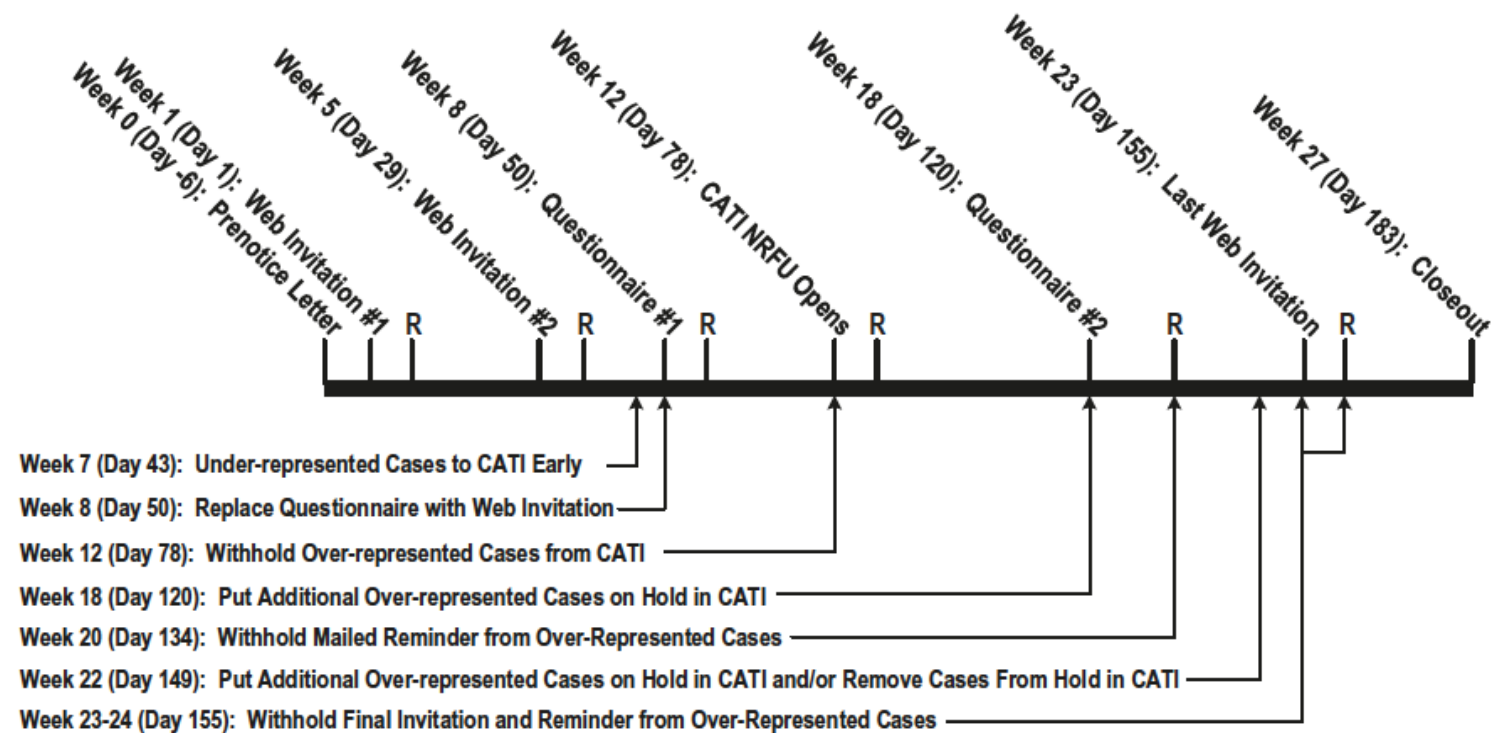 Week 0 (Day -6): Prenotice Letter
Week 1 (Day 1): Web Invitation #1
R
Week 5 (Day 29): Web Invitation #2
R
Week 8 (Day 50): Questionnaire #1
R
Week 12 (Day 78): CATI NRFU Opens
R
Week 18 (Day 120): Questionnaire #2
R
Week 23 (Day 155): Last Web Invitation
R
Week 27 (Day 183): Closeout
Week 7 (Day 43): Under-represented Cases to CATI Early
Week 8 (Day 50): Replace Questionnaire with Web Invitation
Week 12 (Day 78): Withhold Over-represented Cases from CATI
Week 18 (Day 120): Put Additional Over-represented Cases on Hold in CATI
Week 20 (Day 134): Withhold Mailed Reminder from Over-Represented Cases
Week 22 (Day 149): Put Additional Over-represented Cases on Hold in CATI and/or Remove Cases From Hold in CATI
Week 23-24 (Day 155): Withhold Final Invitation and Reminder from Over-Represented Cases